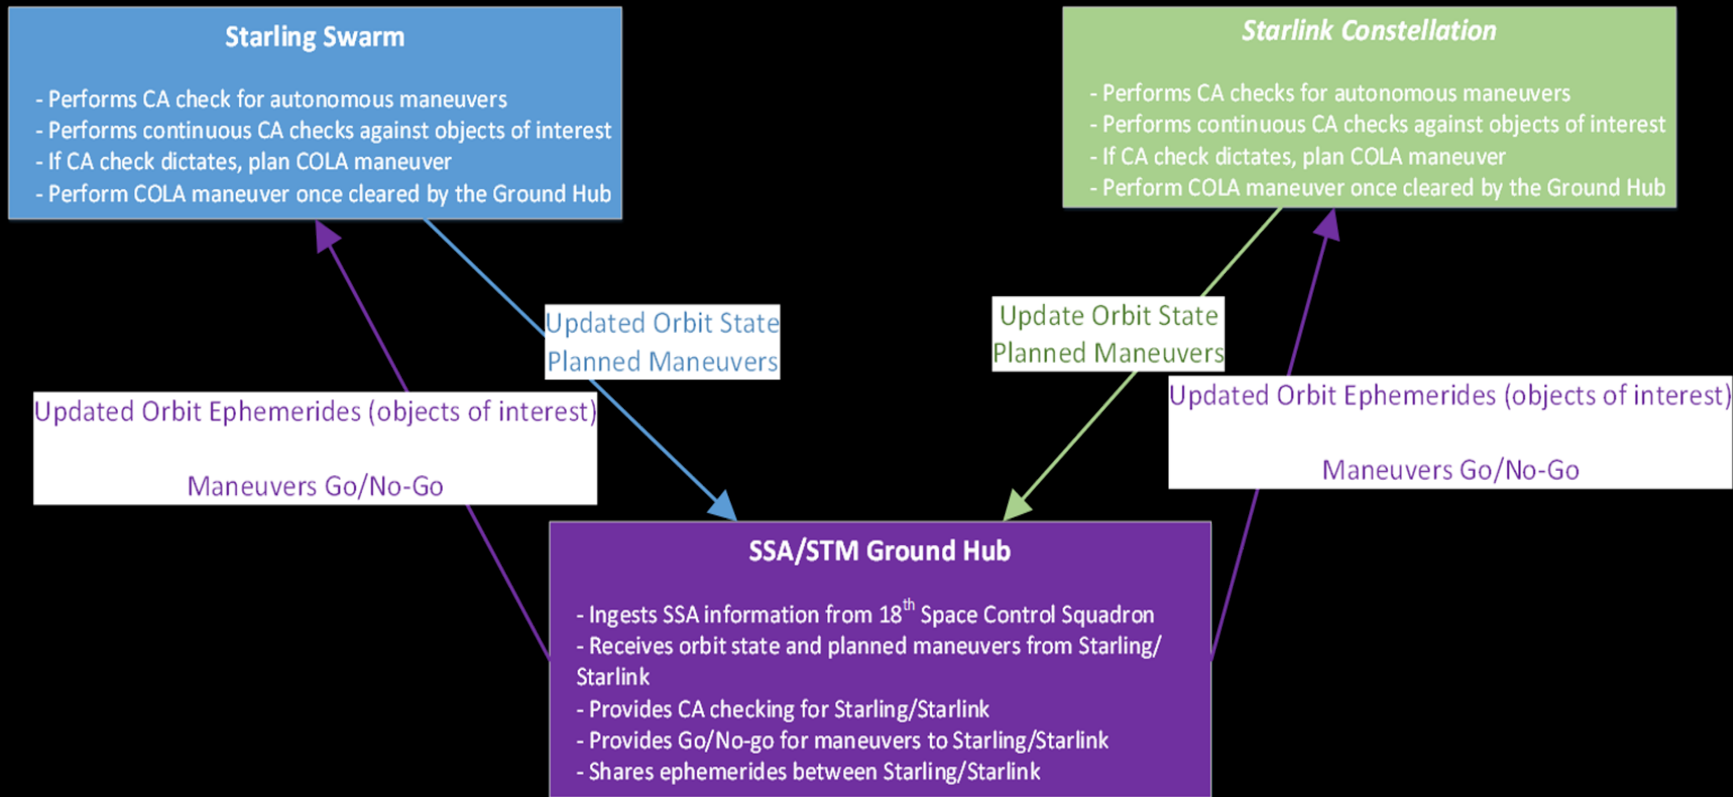 Starling Swarm
- Performs CA check for autonomous maneuvers
- Performs continuous CA checks against objects of interest
- If CA check dictates, plan COLA maneuver
- Perform COLA maneuver once cleared by the Ground Hub
Starlink Constellation
- Performs CA checks for autonomous maneuvers
- Performs continuous CA checks against objects of interest
- If CA check dictates, plan COLA maneuver
- Perform COLA maneuver once cleared by the Ground Hub
Updated Orbit State
Planned Maneuvers
Update Orbit State
Planned Maneuvers
Updated Orbit Ephemerides (objects of interest)
Maneuvers Go/No-Go
Updated Orbit Ephemerides (objects of interest)
Maneuvers Go/No-Go
SSA/STM Ground Hub
- Ingests SSA information from 18th Space Control Squadron
- Receives orbit state and planned maneuvers from Starling/
Starlink
- Provides CA checking for Starling/Starlink
- Provides Go/No-go for maneuvers to Starling/Starlink
- Shares ephemerides between Starling/Starlink